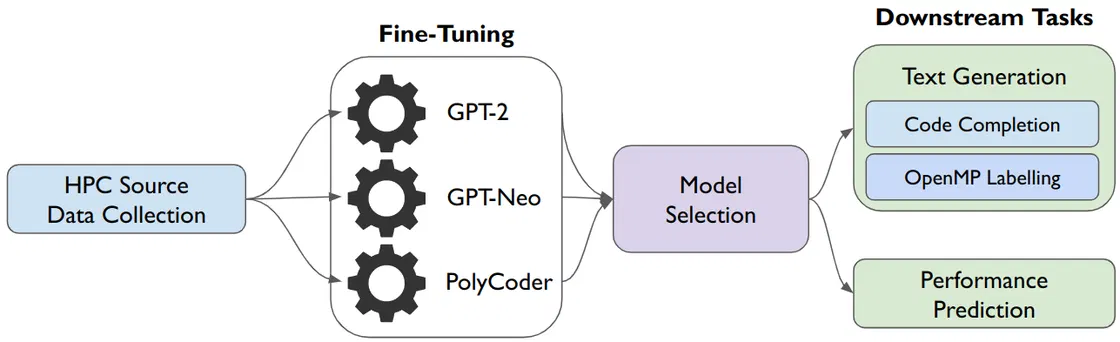 HPC Source
Data Collection
Fine-Tuning
GPT-2
GPT-Neo
PolyCoder
Model
Selection
Downstream Tasks
Text Generation
Code Completion
OpenMP Labelling
Performance
Prediction